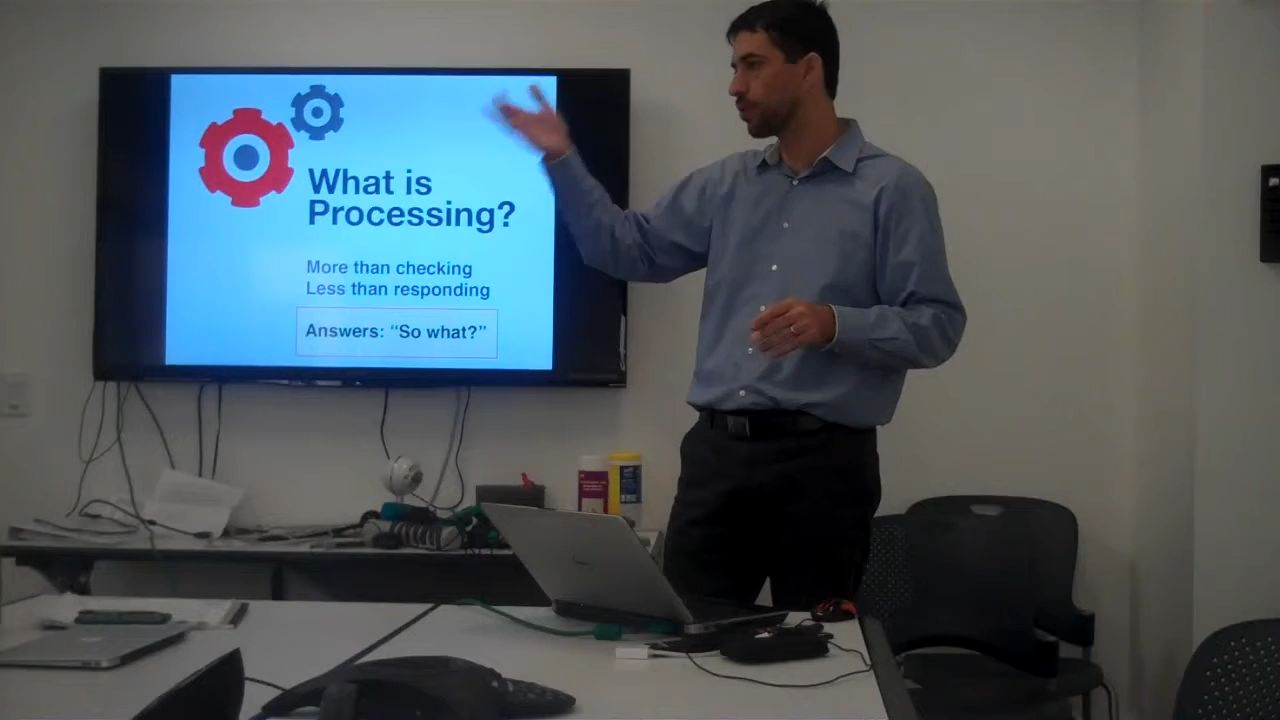 What is
Processing?
More than checking
Less than responding
Answers: “So what?”